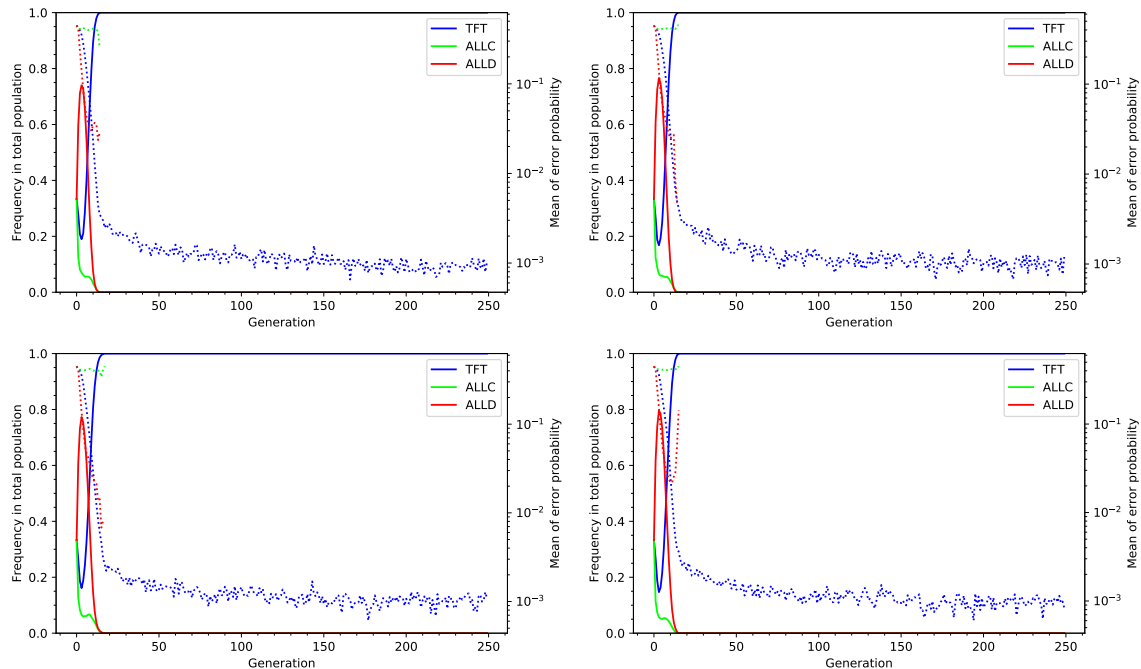 Frequency in total population
1.0
0.8
0.6
0.4
0.2
0.0
0
50
100
150
200
250
Generation
TFT
ALLC
ALLD
10⁻¹
10⁻²
10⁻³
Mean of error probability
Frequency in total population
1.0
0.8
0.6
0.4
0.2
0.0
0
50
100
150
200
250
Generation
TFT
ALLC
ALLD
10⁻¹
10⁻²
10⁻³
Mean of error probability
Frequency in total population
1.0
0.8
0.6
0.4
0.2
0.0
0
50
100
150
200
250
Generation
TFT
ALLC
ALLD
10⁻¹
10⁻²
10⁻³
Mean of error probability
Frequency in total population
1.0
0.8
0.6
0.4
0.2
0.0
0
50
100
150
200
250
Generation
TFT
ALLC
ALLD
10⁻¹
10⁻²
10⁻³
Mean of error probability